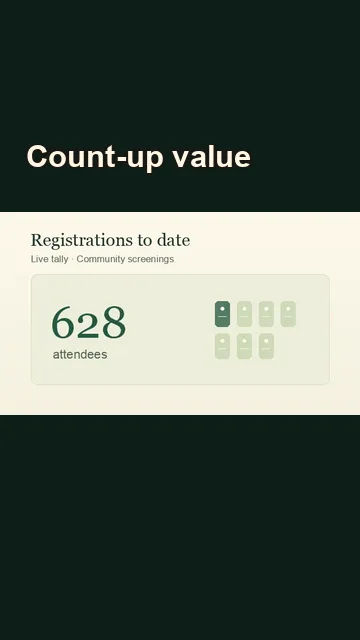 Count-up value
Registrations to date
Live tally · Community screenings
628
attendees